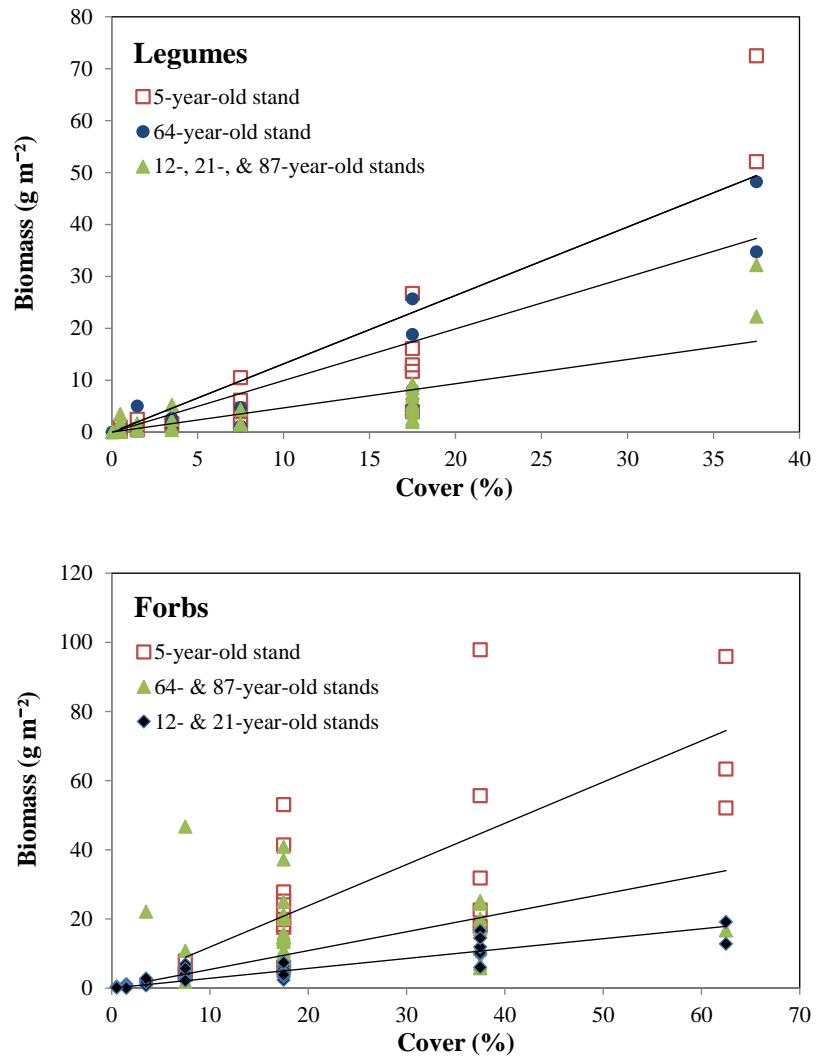 80
70
60
50
40
30
20
10
0
Biomass (g m⁻²)
Legumes
5-year-old stand
64-year-old stand
12-, 21-, & 87-year-old stands
0 5 10 15 20 25 30 35 40
Cover (%)
120
100
80
60
40
20
0
Biomass (g m⁻²)
Forbs
5-year-old stand
64- & 87-year-old stands
12- & 21-year-old stands
0 10 20 30 40 50 60 70
Cover (%)